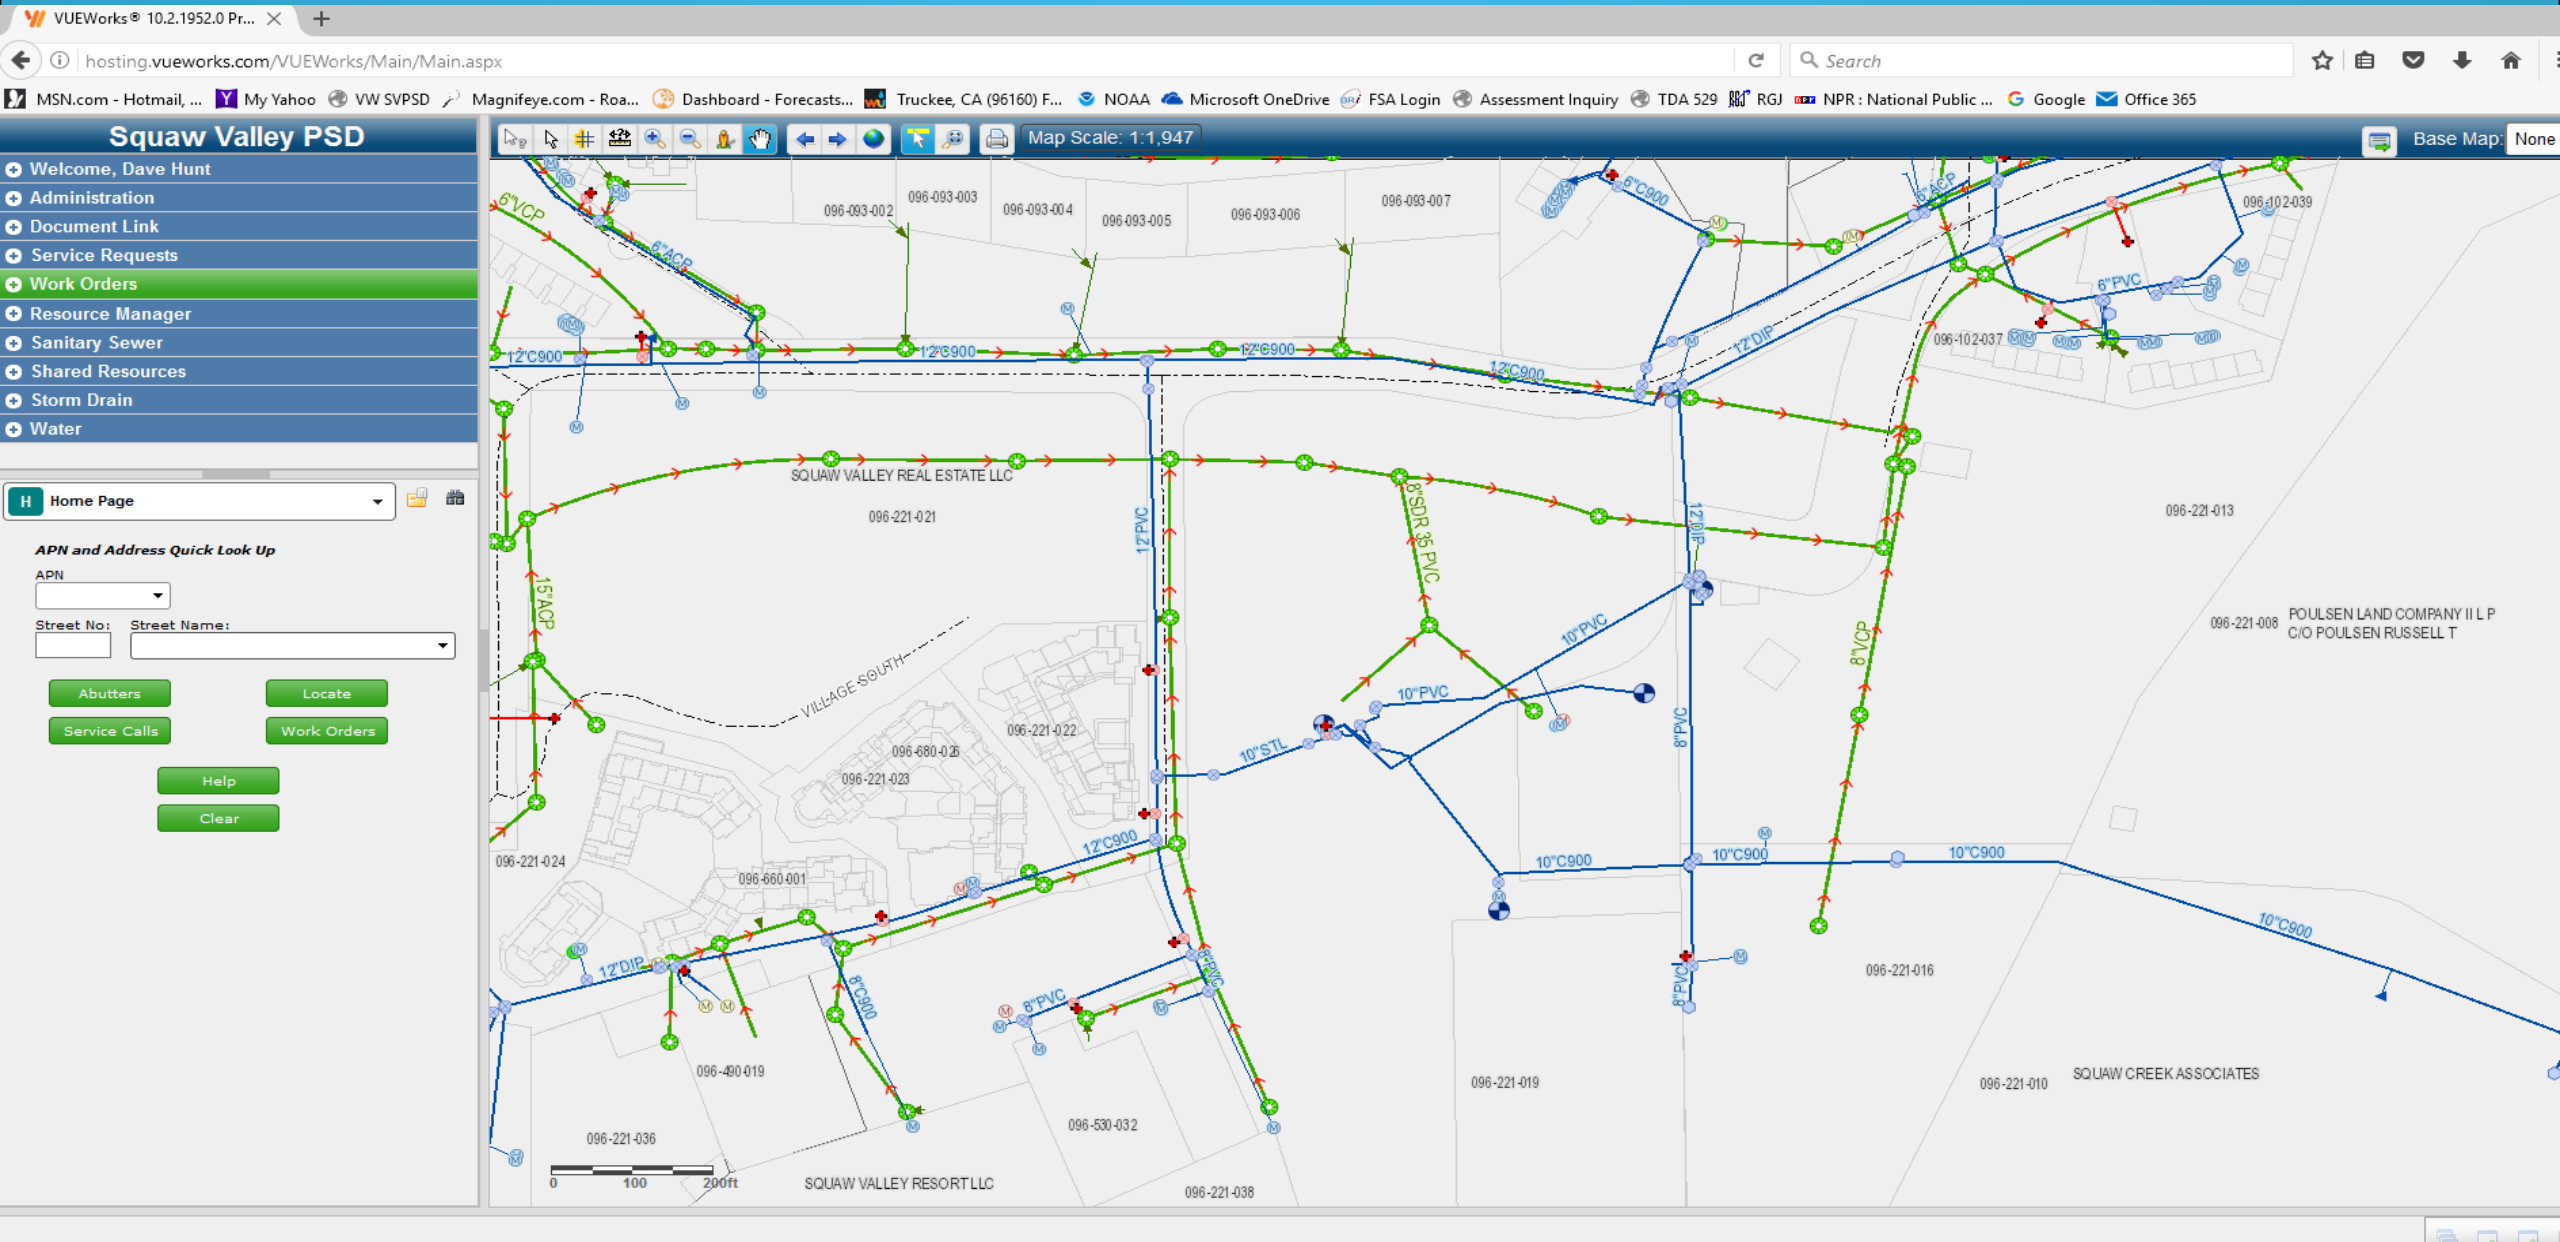 VUEWorks® 10.2.1952.0 Pr...
hosting.vueworks.com/VUEWorks/Main/Main.aspx
Search
MSN.com - Hotmail, ...
My Yahoo
VW SVPSD
Magnifeye.com - Roa...
Dashboard - Forecasts...
Truckee, CA (96160) F...
NOAA
Microsoft OneDrive
FSA Login
Assessment Inquiry
TDA 529
RGJ
NPR : National Public ...
Google
Office 365
Squaw Valley PSD
Map Scale: 1:1,947
Base Map: None
Welcome, Dave Hunt
Administration
Document Link
Service Requests
Work Orders
Resource Manager
Sanitary Sewer
Shared Resources
Storm Drain
Water
H Home Page
APN and Address Quick Look Up
APN
Street No: Street Name:
Abutters
Locate
Service Calls
Work Orders
Help
Clear
6"VCP
6"ACP
096-093-002
096-093-003
096-093-004
096-093-005
096-093-006
096-093-007
6"C900
6"ACP
096-102-039
6"PVC
096-102-037
12"C900
12"C900
12"C900
12"C900
12"DIP
SQUAW VALLEY REAL ESTATE LLC
096-221-021
12"PVC
8"SDR 35 PVC
12"DIP
096-221-013
15"ACP
10"PVC
8"VCP
096-221-008
POULSEN LAND COMPANY II L P
C/O POULSEN RUSSELL T
VILLAGE SOUTH
10"PVC
8"PVC
096-221-022
096-680-026
096-221-023
10"STL
12"C900
096-221-024
096-660-001
10"C900
10"C900
10"C900
10"C900
12"DIP
8"C900
8"PVC
8"PVC
8"PVC
096-221-016
096-490-019
096-221-019
096-221-010
SQUAW CREEK ASSOCIATES
096-530-032
096-221-036
0 100 200ft
SQUAW VALLEY RESORT LLC
096-221-038